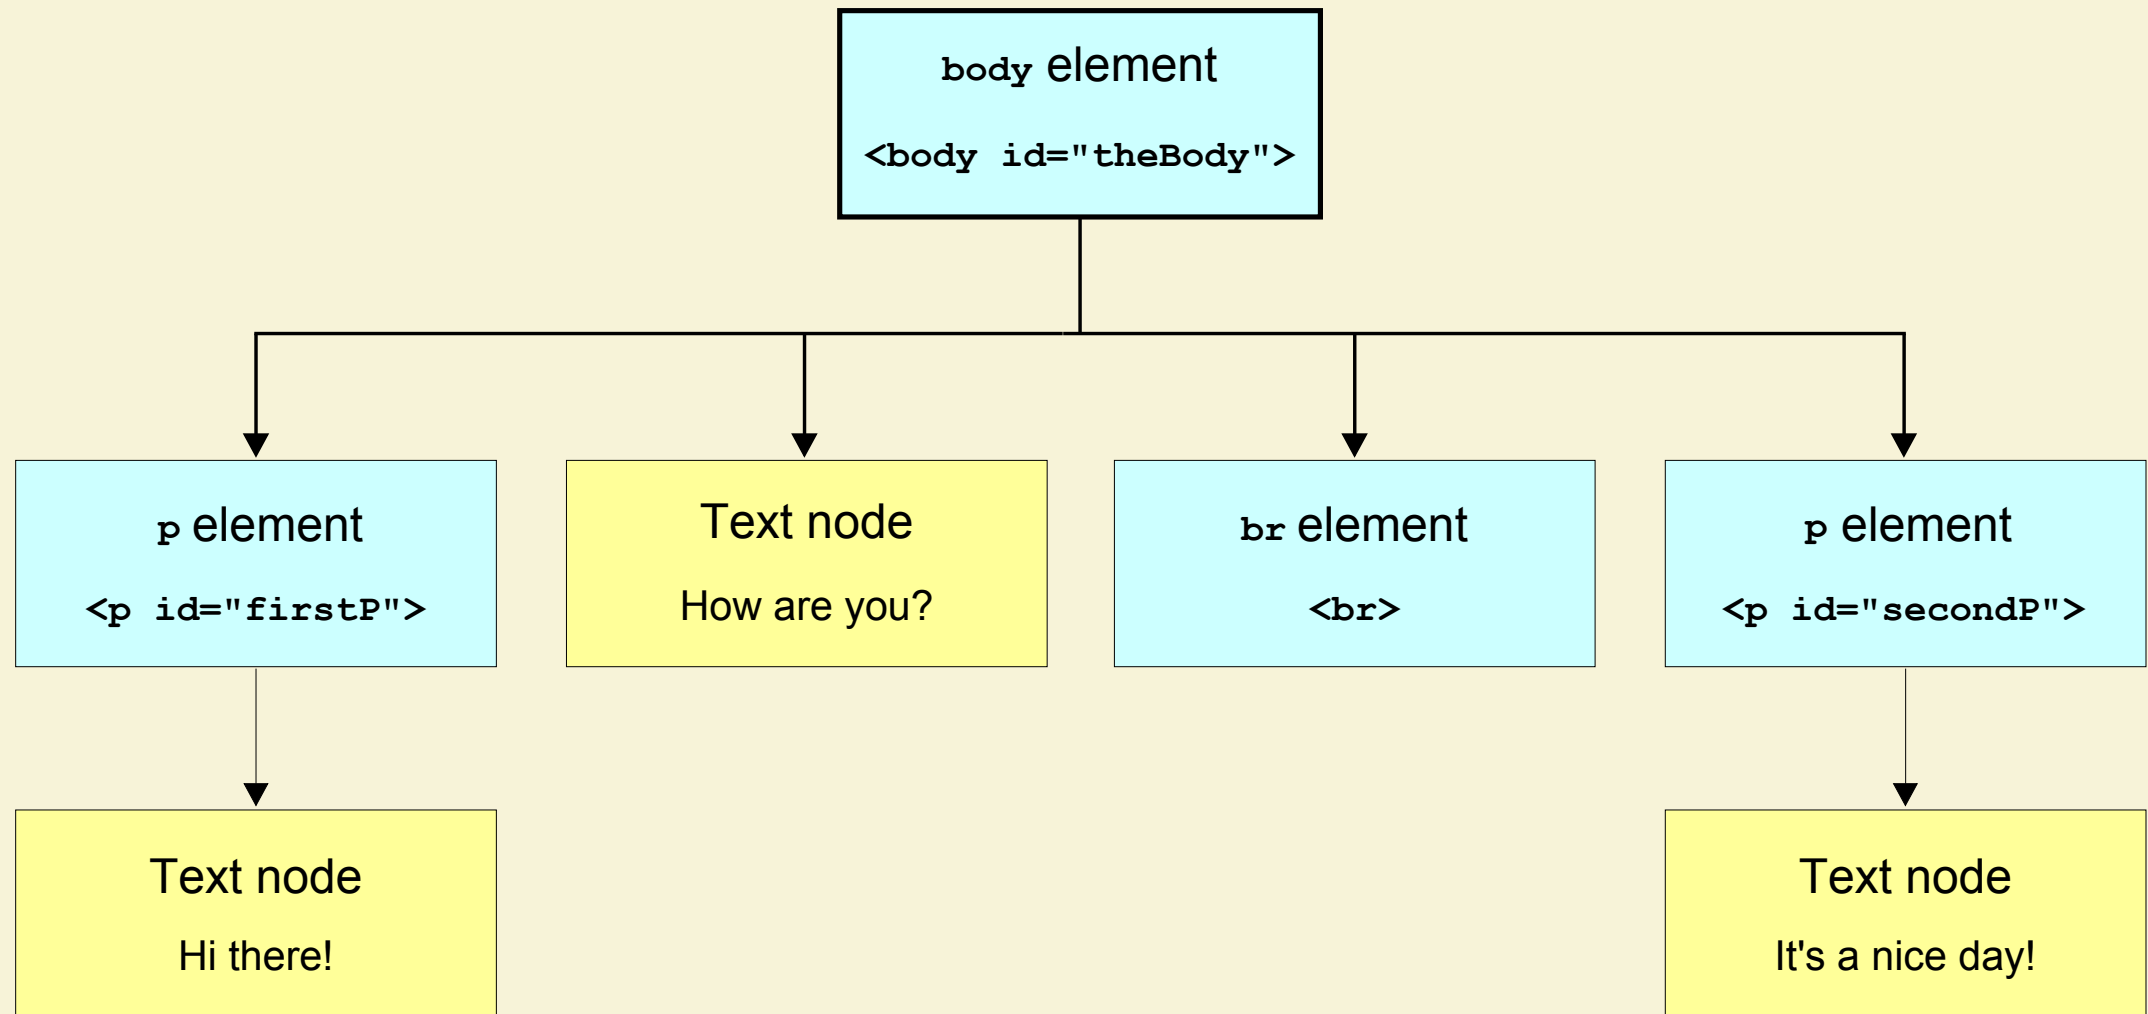 body element
<body id="theBody">
p element
<p id="firstP">
Text node
How are you?
br element
<br>
p element
<p id="secondP">
Text node
Hi there!
Text node
It's a nice day!